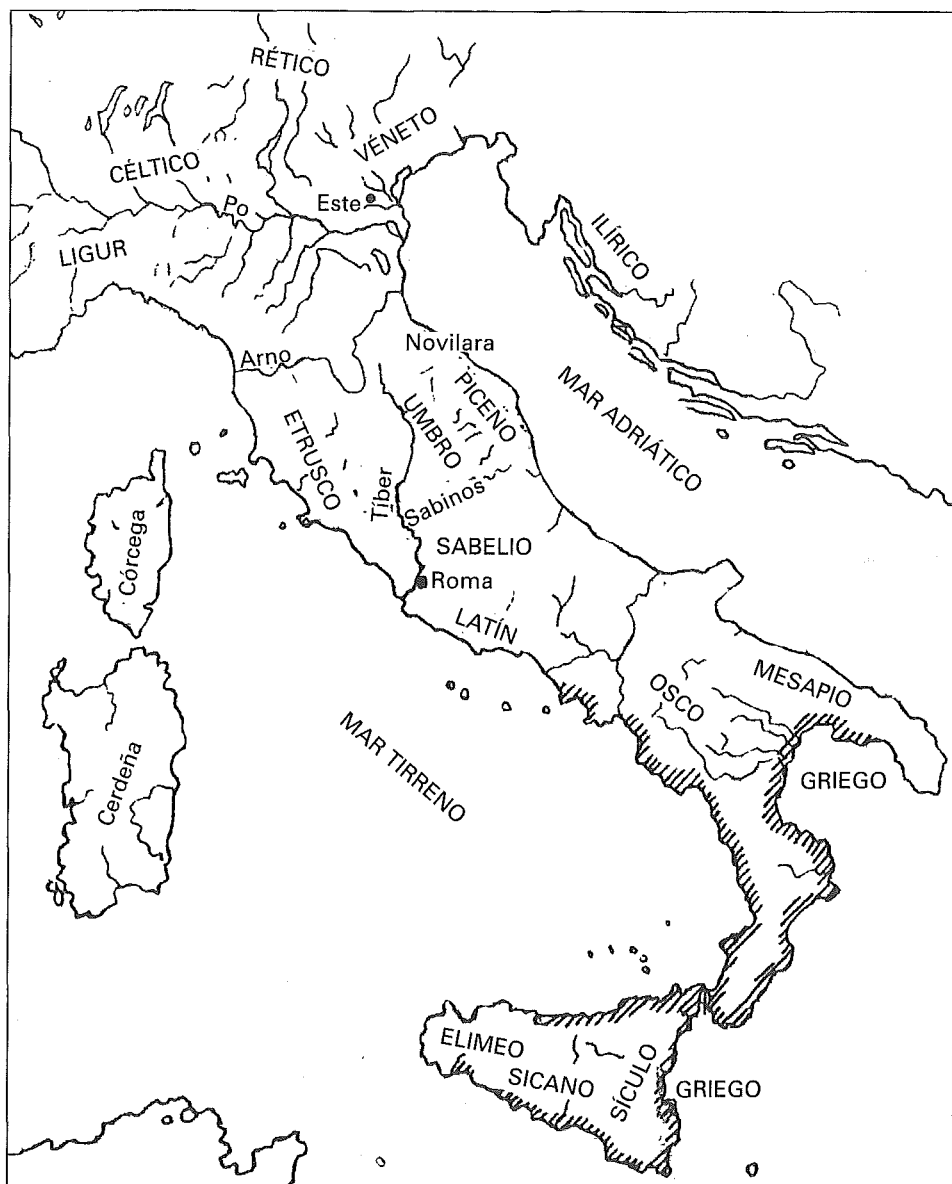 RÉTICO
VÉNETO
CÉLTICO
Este
Po
LIGUR
ILÍRICO
Arno
Novilara
PICENO
UMBRO
MAR ADRIÁTICO
ETRUSCO
Tíber
Sabinos
SABELIO
Córcega
Roma
LATÍN
MESAPIO
OSCO
MAR TIRRENO
GRIEGO
Cerdeña
ELIMEO
SICANO
SÍCULO
GRIEGO